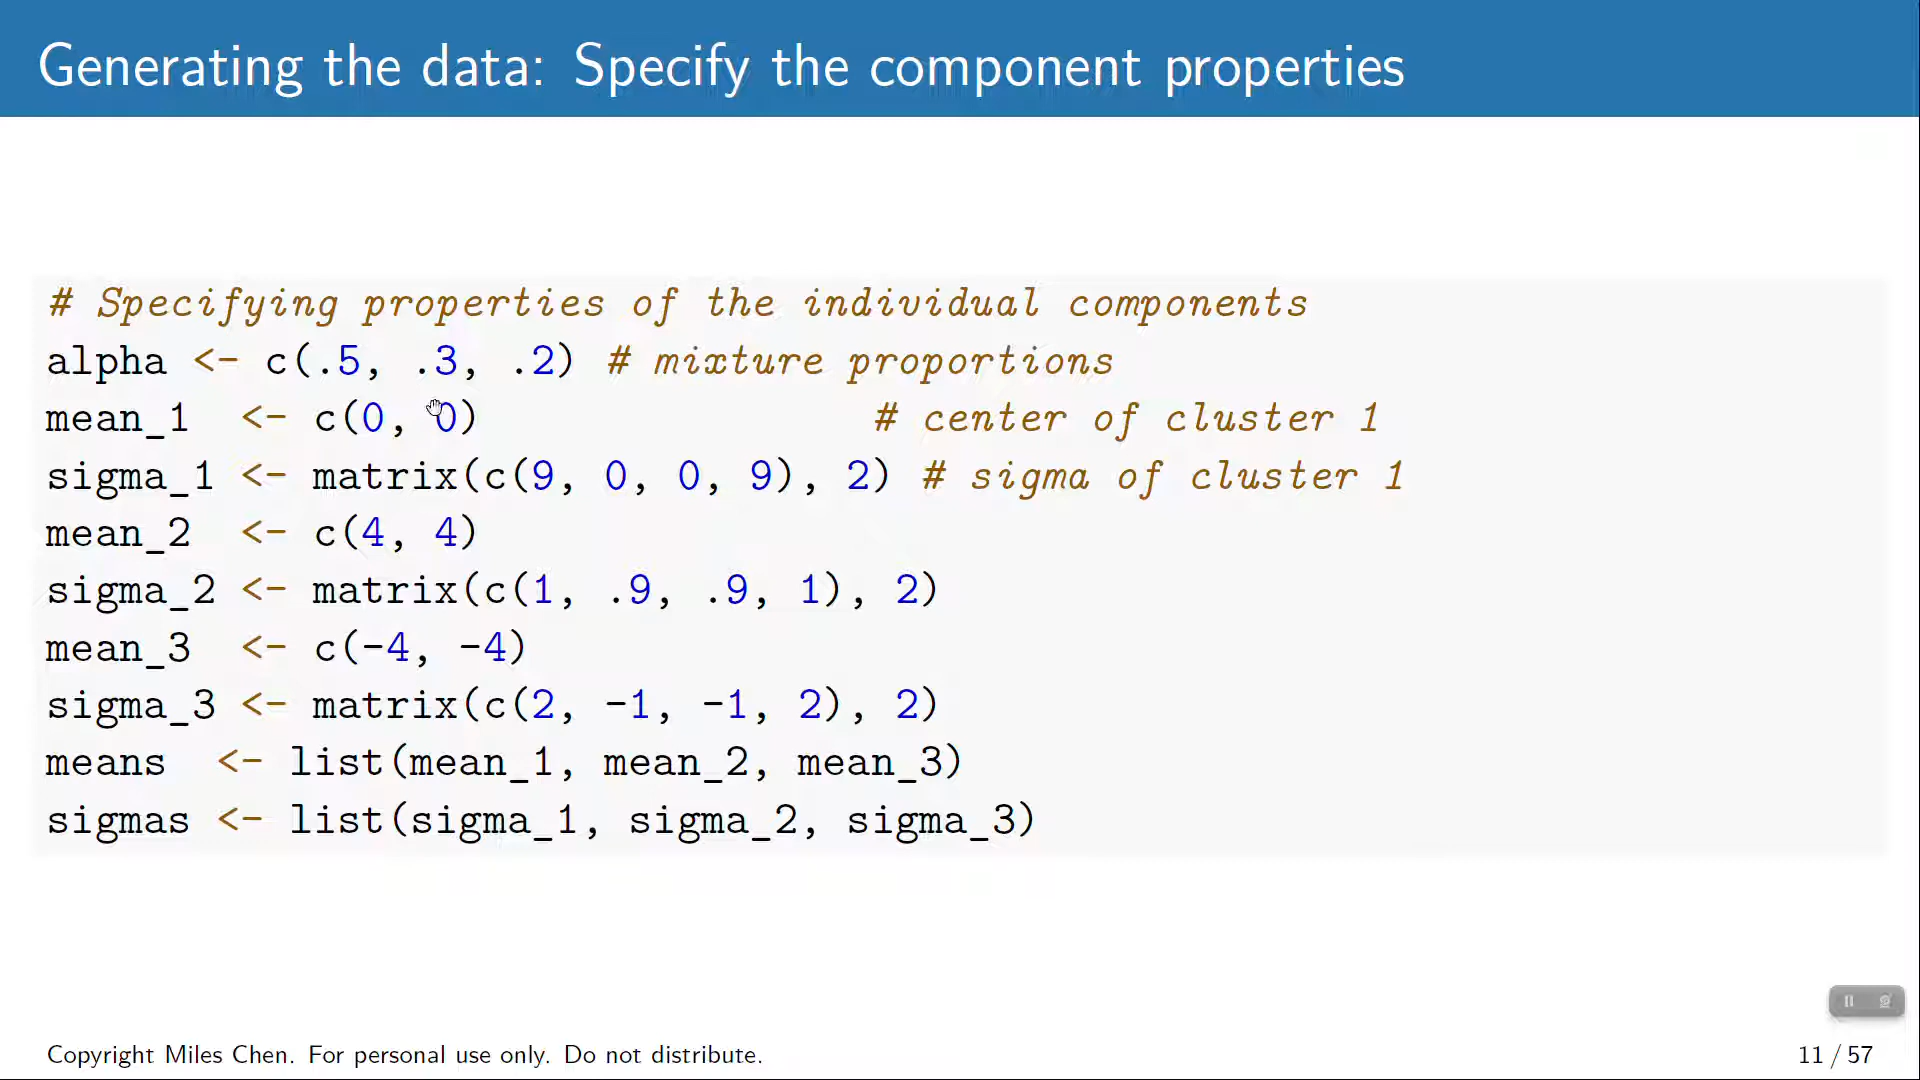 Generating the data: Specify the component properties
# Specifying properties of the individual components
alpha <- c(.5, .3, .2) # mixture proportions
mean_1  <- c(0, 0)                # center of cluster 1
sigma_1 <- matrix(c(9, 0, 0, 9), 2) # sigma of cluster 1
mean_2  <- c(4, 4)
sigma_2 <- matrix(c(1, .9, .9, 1), 2)
mean_3  <- c(-4, -4)
sigma_3 <- matrix(c(2, -1, -1, 2), 2)
means  <- list(mean_1, mean_2, mean_3)
sigmas <- list(sigma_1, sigma_2, sigma_3)
Copyright Miles Chen. For personal use only. Do not distribute.
11 / 57